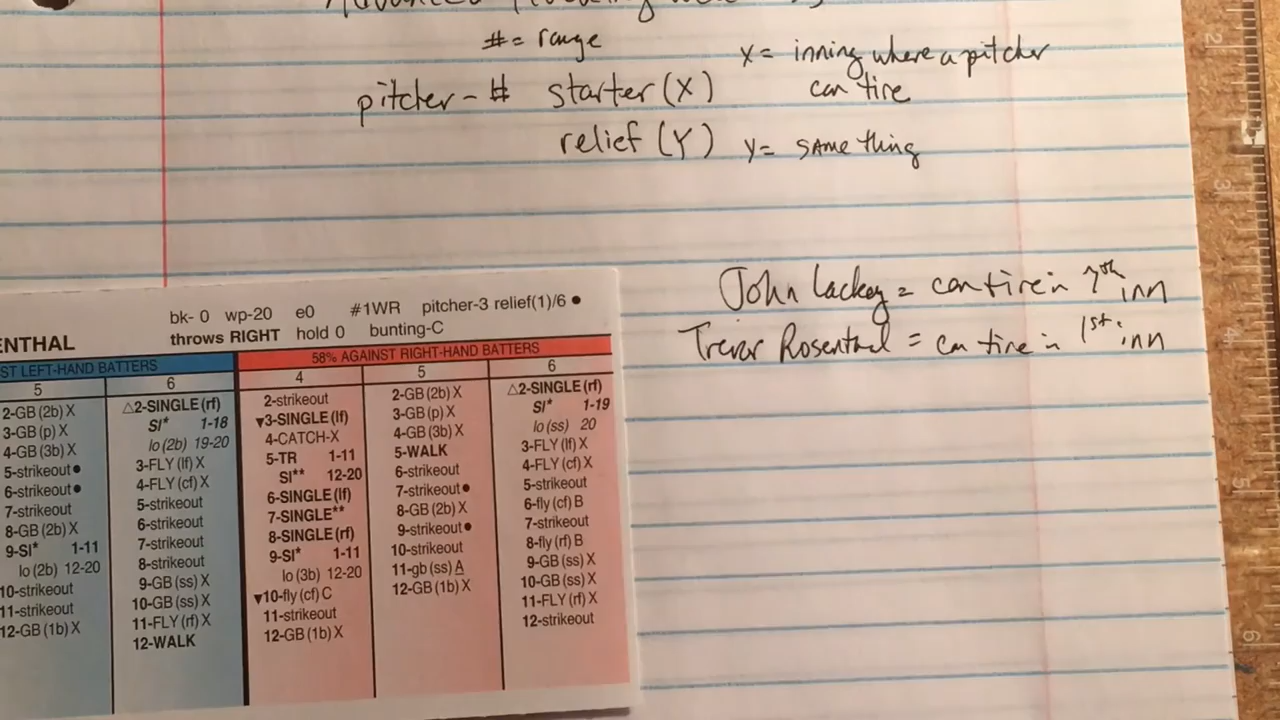 # = range
x = inning where a pitcher
pitcher - # starter (X) can tire
relief (Y) y = same thing
John Lackey = can tire in 7th inn
Trevor Rosenthal = can tire in 1st inn
bk- 0 wp-20 e0 #1WR pitcher-3 relief(1)/6 ●
ENTHAL throws RIGHT hold 0 bunting-C
ST LEFT-HAND BATTERS
5
2-GB (2b) X
3-GB (p) X
4-GB (3b) X
5-strikeout ●
6-strikeout ●
7-strikeout
8-GB (2b) X
9-SI* 1-11
lo (2b) 12-20
10-strikeout
11-strikeout
12-GB (1b) X
6
△2-SINGLE (rf)
SI* 1-18
lo (2b) 19-20
3-FLY (lf) X
4-FLY (cf) X
5-strikeout
6-strikeout
7-strikeout
8-strikeout
9-GB (ss) X
10-GB (ss) X
11-FLY (rf) X
12-WALK
58% AGAINST RIGHT-HAND BATTERS
4
2-strikeout
▼3-SINGLE (lf)
4-CATCH-X
5-TR 1-11
SI** 12-20
6-SINGLE (lf)
7-SINGLE**
8-SINGLE (rf)
9-SI* 1-11
lo (3b) 12-20
▼10-fly (cf) C
11-strikeout
12-GB (1b) X
5
2-GB (2b) X
3-GB (p) X
4-GB (3b) X
5-WALK
6-strikeout
7-strikeout ●
8-GB (2b) X
9-strikeout ●
10-strikeout
11-gb (ss) A
12-GB (1b) X
6
△2-SINGLE (rf)
SI* 1-19
lo (ss) 20
3-FLY (lf) X
4-FLY (cf) X
5-strikeout
6-fly (cf) B
7-strikeout
8-fly (rf) B
9-GB (ss) X
10-GB (ss) X
11-FLY (rf) X
12-strikeout
2
3
4
5
6